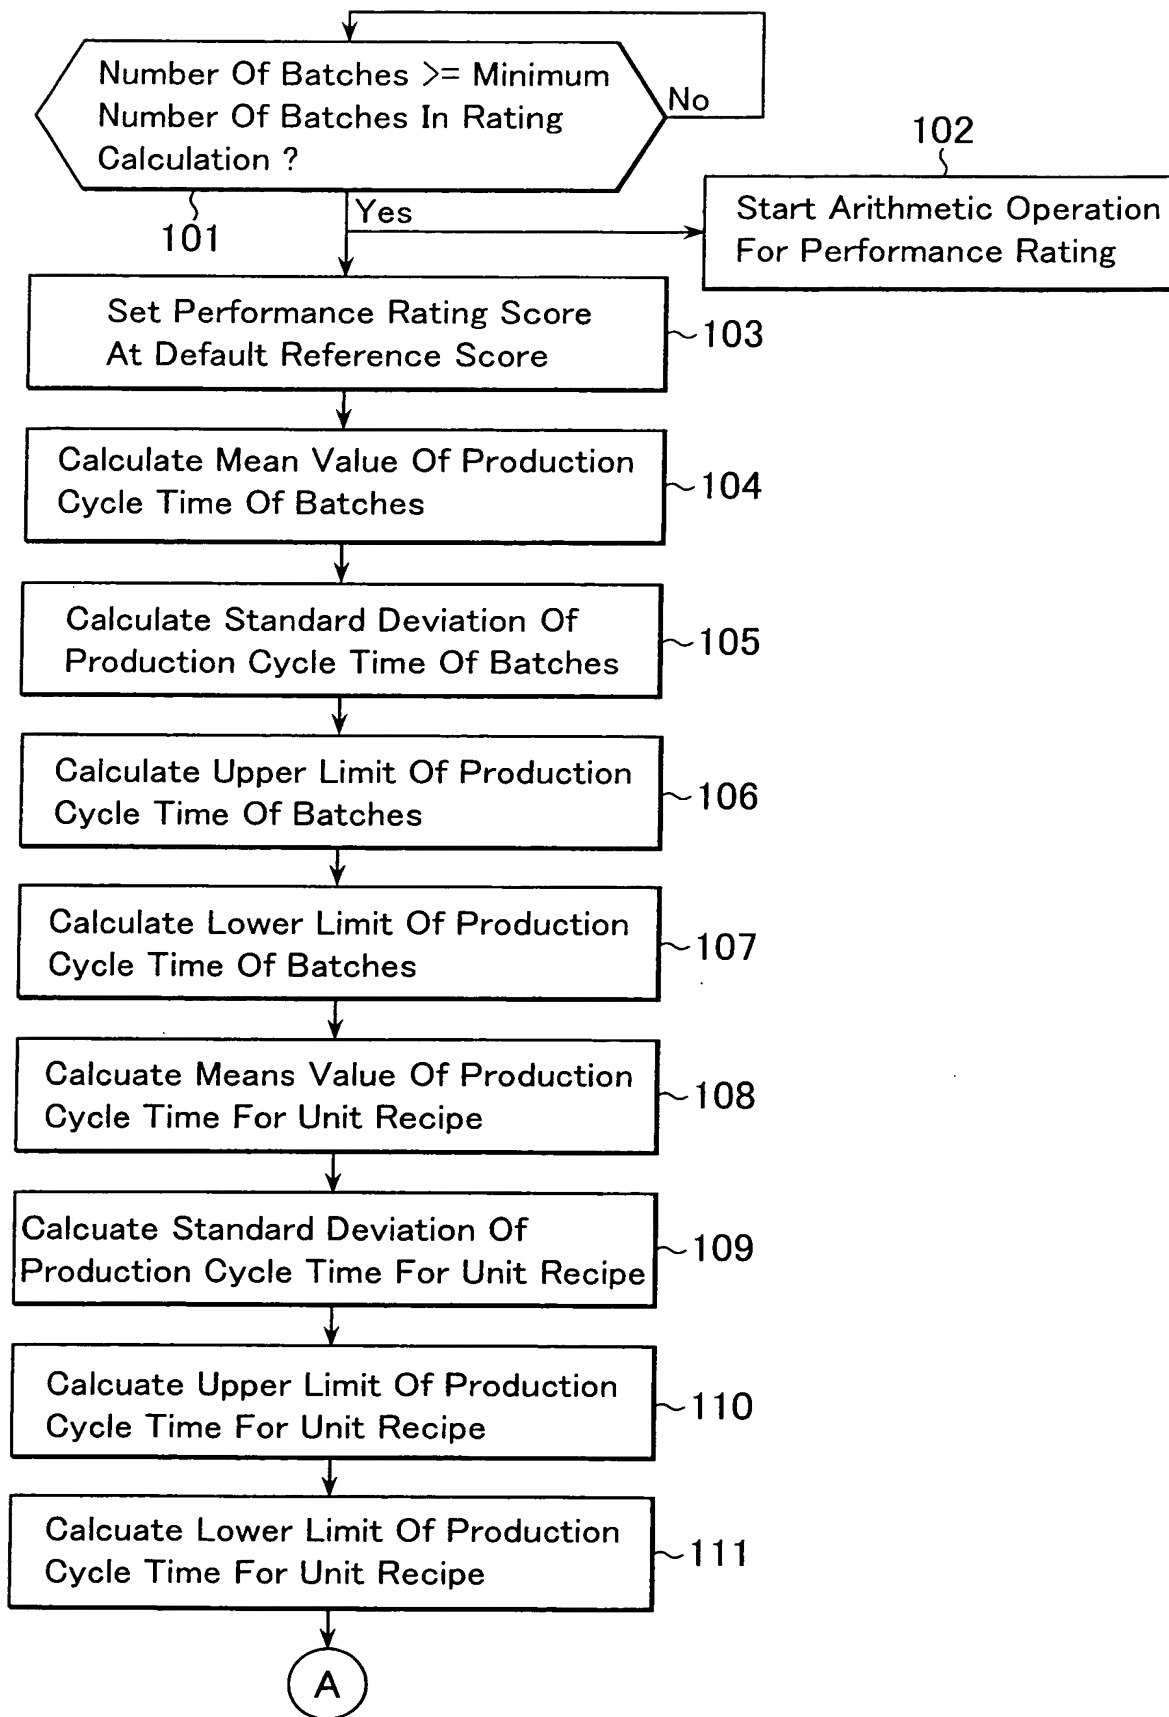 Number Of Batches >= Minimum
Number Of Batches In Rating
Calculation ?
No
101
Yes
102
Start Arithmetic Operation
For Performance Rating
Set Performance Rating Score
At Default Reference Score
103
Calculate Mean Value Of Production
Cycle Time Of Batches
104
Calculate Standard Deviation Of
Production Cycle Time Of Batches
105
Calculate Upper Limit Of Production
Cycle Time Of Batches
106
Calculate Lower Limit Of Production
Cycle Time Of Batches
107
Calcuate Means Value Of Production
Cycle Time For Unit Recipe
108
Calcuate Standard Deviation Of
Production Cycle Time For Unit Recipe
109
Calcuate Upper Limit Of Production
Cycle Time For Unit Recipe
110
Calcuate Lower Limit Of Production
Cycle Time For Unit Recipe
111
A